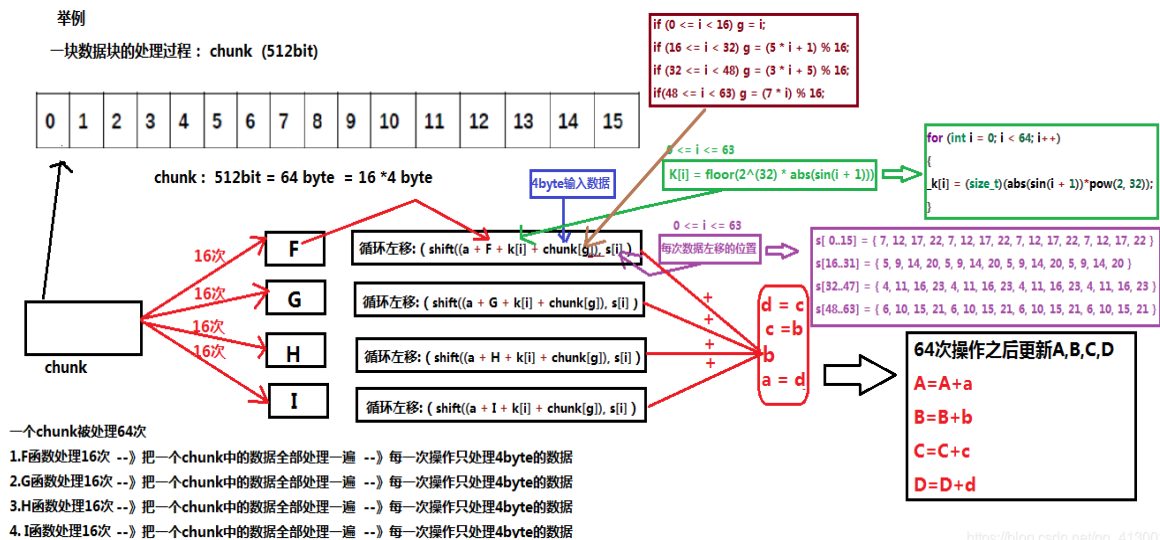 举例
一块数据块的处理过程： chunk (512bit)
0 1 2 3 4 5 6 7 8 9 10 11 12 13 14 15
chunk： 512bit = 64 byte = 16 *4 byte
if (0 <= i < 16) g = i;
if (16 <= i < 32) g = (5 * i + 1) % 16;
if (32 <= i < 48) g = (3 * i + 5) % 16;
if(48 <= i < 63) g = (7 * i) % 16;
0 <= i <= 63
K[i] = floor(2^(32) * abs(sin(i + 1)))
for (int i = 0; i < 64; i++)
{
_k[i] = (size_t)(abs(sin(i + 1))*pow(2, 32));
}
4byte输入数据
0 <= i <= 63
每次数据左移的位置
s[ 0..15] = { 7, 12, 17, 22, 7, 12, 17, 22, 7, 12, 17, 22, 7, 12, 17, 22 }
s[16..31] = { 5, 9, 14, 20, 5, 9, 14, 20, 5, 9, 14, 20, 5, 9, 14, 20 }
s[32..47] = { 4, 11, 16, 23, 4, 11, 16, 23, 4, 11, 16, 23, 4, 11, 16, 23 }
s[48..63] = { 6, 10, 15, 21, 6, 10, 15, 21, 6, 10, 15, 21, 6, 10, 15, 21 }
chunk
16次
16次
16次
16次
F
G
H
I
循环左移: ( shift((a + F + k[i] + chunk[g]), s[i] )
循环左移: ( shift((a + G + k[i] + chunk[g]), s[i] )
循环左移: ( shift((a + H + k[i] + chunk[g]), s[i] )
循环左移: ( shift((a + I + k[i] + chunk[g]), s[i] )
+
+
+
+
d = c
c =b
b
a = d
64次操作之后更新A,B,C,D
A=A+a
B=B+b
C=C+c
D=D+d
一个chunk被处理64次
1.F函数处理16次 --》把一个chunk中的数据全部处理一遍 --》每一次操作只处理4byte的数据
2.G函数处理16次 --》把一个chunk中的数据全部处理一遍 --》每一次操作只处理4byte的数据
3.H函数处理16次 --》把一个chunk中的数据全部处理一遍 --》每一次操作只处理4byte的数据
4. I函数处理16次 --》把一个chunk中的数据全部处理一遍 --》每一次操作只处理4byte的数据
https://blog.csdn.net/qq_41300